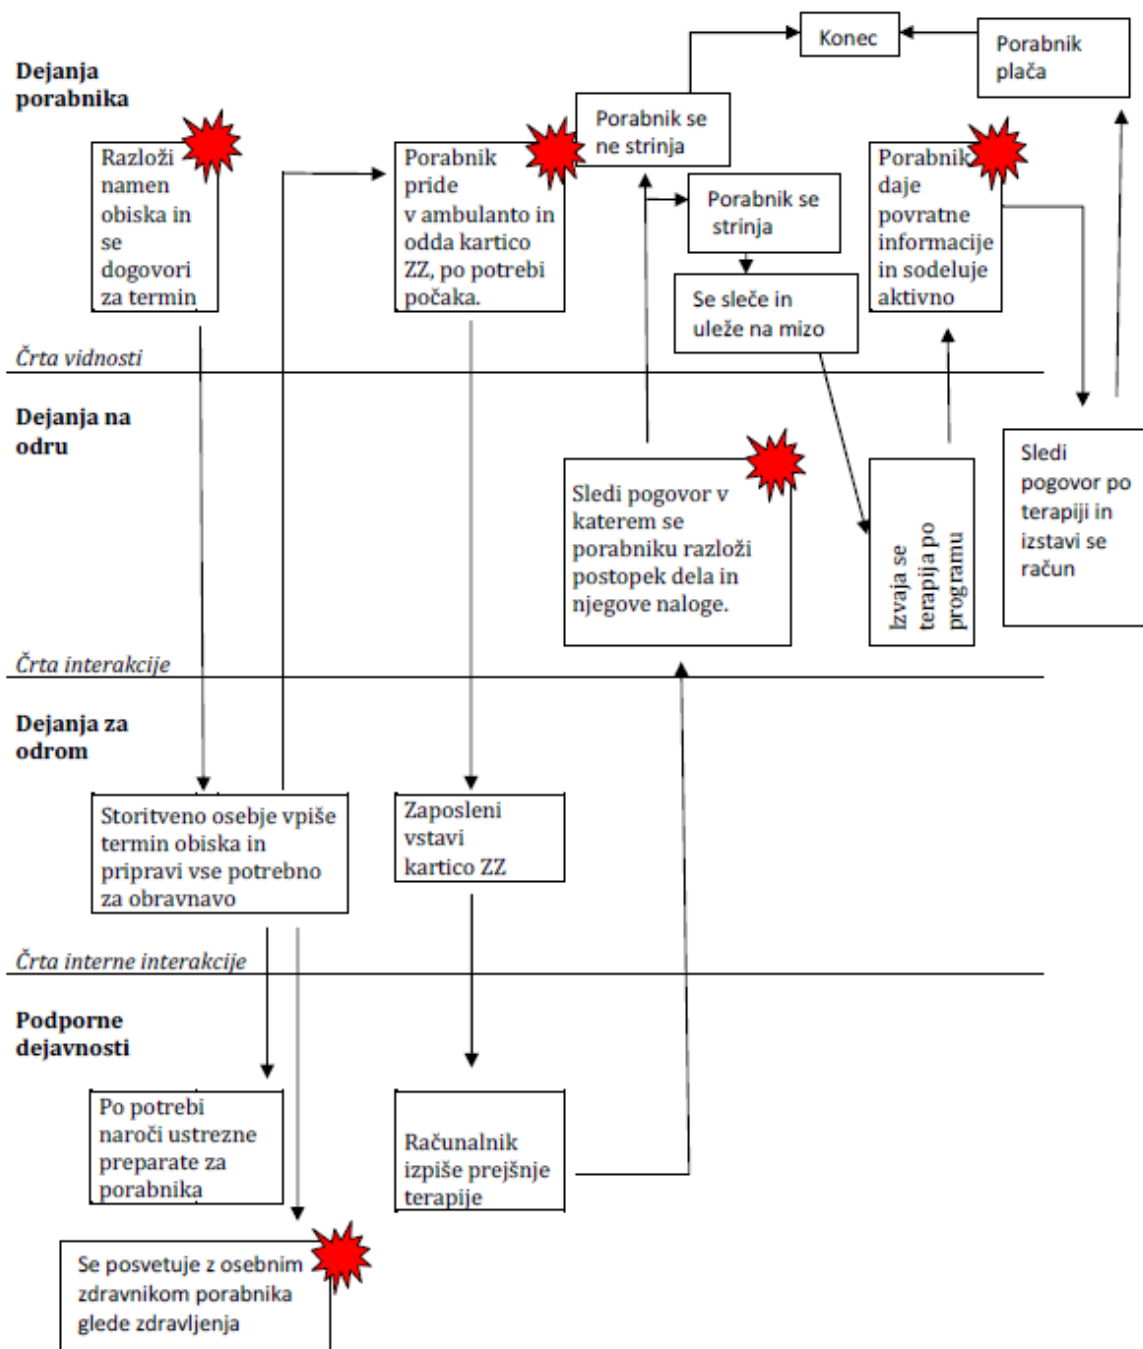 Dejanja
porabnika
Razloži
namen
obiska in
se
dogovori
za termin
Porabnik
pride
v ambulanto in
odda kartico
ZZ, po potrebi
počaka.
Porabnik se
ne strinja
Konec
Porabnik
plača
Porabnik se
strinja
Se sleče in
uleže na mizo
Porabnik
daje
povratne
informacije
in sodeluje
aktivno
Črta vidnosti
Dejanja na
odru
Sledi pogovor v
katerem se
porabniku razloži
postopek dela in
njegove naloge.
Izvaja se
terapija po
programu
Sledi
pogovor po
terapiji in
izstavi se
račun
Črta interakcije
Dejanja za
odrom
Storitveno osebje vpiše
termin obiska in
pripravi vse potrebno
za obravnavo
Zaposleni
vstavi
kartico ZZ
Črta interne interakcije
Podporne
dejavnosti
Po potrebi
naroči ustrezne
preparate za
porabnika
Računalnik
izpiše prejšnje
terapije
Se posvetuje z osebnim
zdravnikom porabnika
glede zdravljenja